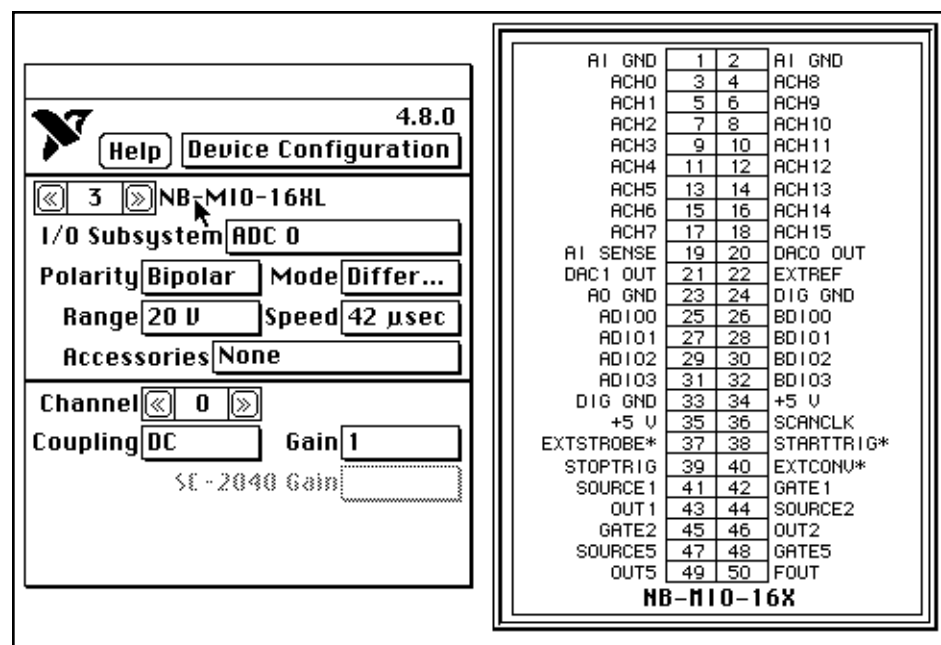 4.8.0
Help Device Configuration
« 3 » NB-MIO-16XL
I/O Subsystem ADC 0
Polarity Bipolar Mode Differ...
Range 20 V Speed 42 µsec
Accessories None
Channel « 0 »
Coupling DC Gain 1
SC-2040 Gain
AI GND 1 2 AI GND
ACH0 3 4 ACH8
ACH1 5 6 ACH9
ACH2 7 8 ACH10
ACH3 9 10 ACH11
ACH4 11 12 ACH12
ACH5 13 14 ACH13
ACH6 15 16 ACH14
ACH7 17 18 ACH15
AI SENSE 19 20 DAC0 OUT
DAC1 OUT 21 22 EXTREF
AO GND 23 24 DIG GND
ADIO0 25 26 BDIO0
ADIO1 27 28 BDIO1
ADIO2 29 30 BDIO2
ADIO3 31 32 BDIO3
DIG GND 33 34 +5 V
+5 V 35 36 SCANCLK
EXTSTROBE* 37 38 STARTTRIG*
STOPTRIG 39 40 EXTCONV*
SOURCE1 41 42 GATE1
OUT1 43 44 SOURCE2
GATE2 45 46 OUT2
SOURCE5 47 48 GATE5
OUT5 49 50 FOUT
NB-MIO-16X